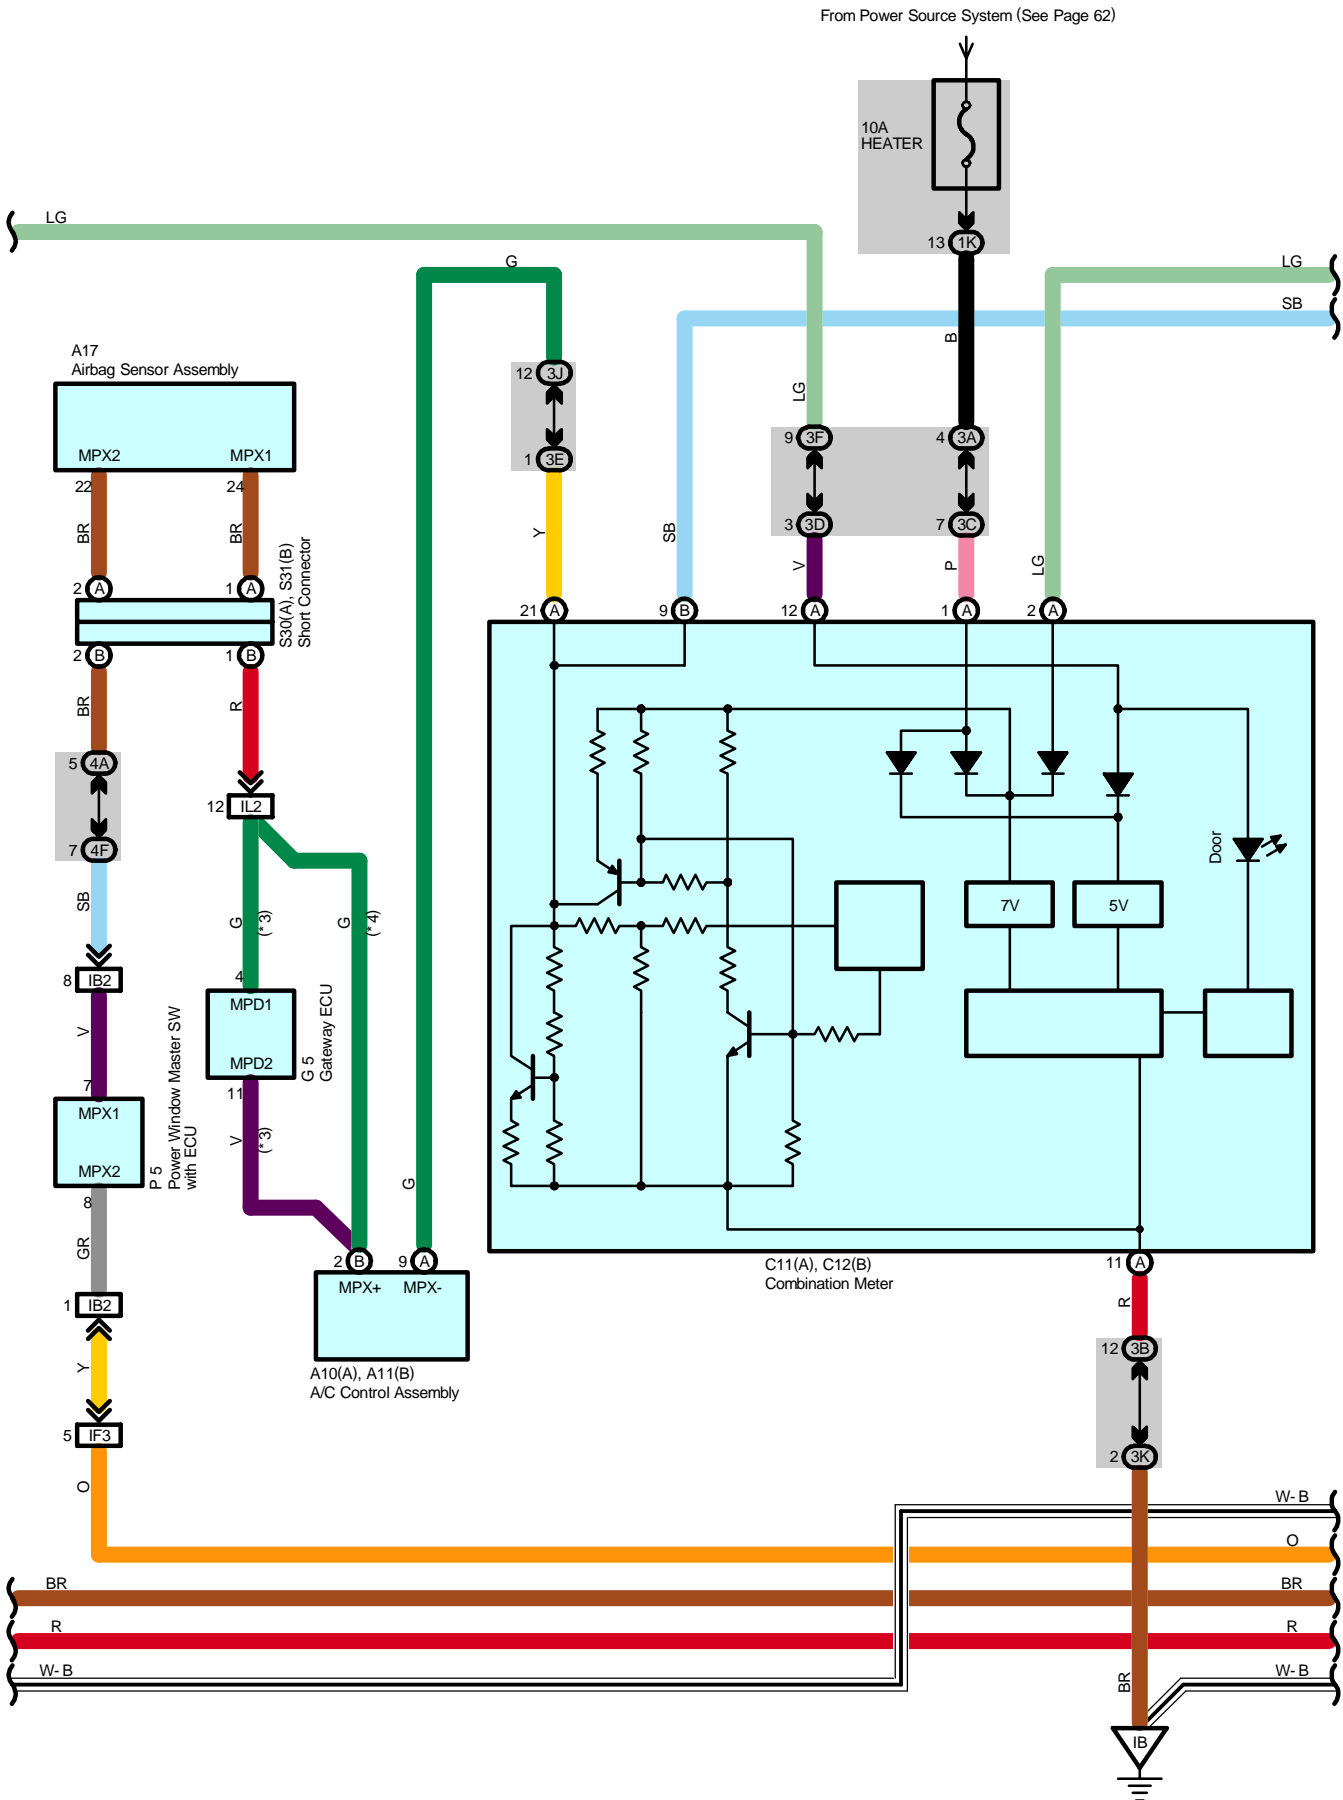 From Power Source System (See Page 62)
10A
HEATER
13 1K
LG
G
LG
SB
B
A17
Airbag Sensor Assembly
12 3J
LG
9 3F
4 3A
MPX2
MPX1
1 3E
22
24
BR
BR
Y
SB
3 3D
7 3C
V
P
LG
S30(A), S31(B)
Short Connector
2 A
1 A
21 A
9 B
12 A
1 A
2 A
2 B
1 B
BR
R
5 4A
12 IL2
7 4F
Door
SB
G
(*3)
G
(*4)
7V
5V
8 IB2
4
MPD1
MPD2
G 5
Gateway ECU
V
7
11
MPX1
MPX2
P 5
Power Window Master SW
with ECU
V
(*3)
8
G
GR
2 B
9 A
MPX+
MPX-
C11(A), C12(B)
Combination Meter
11 A
1 IB2
R
12 3B
Y
A10(A), A11(B)
A/C Control Assembly
5 IF3
2 3K
O
W-B
O
BR
BR
R
R
W-B
W-B
BR
IB